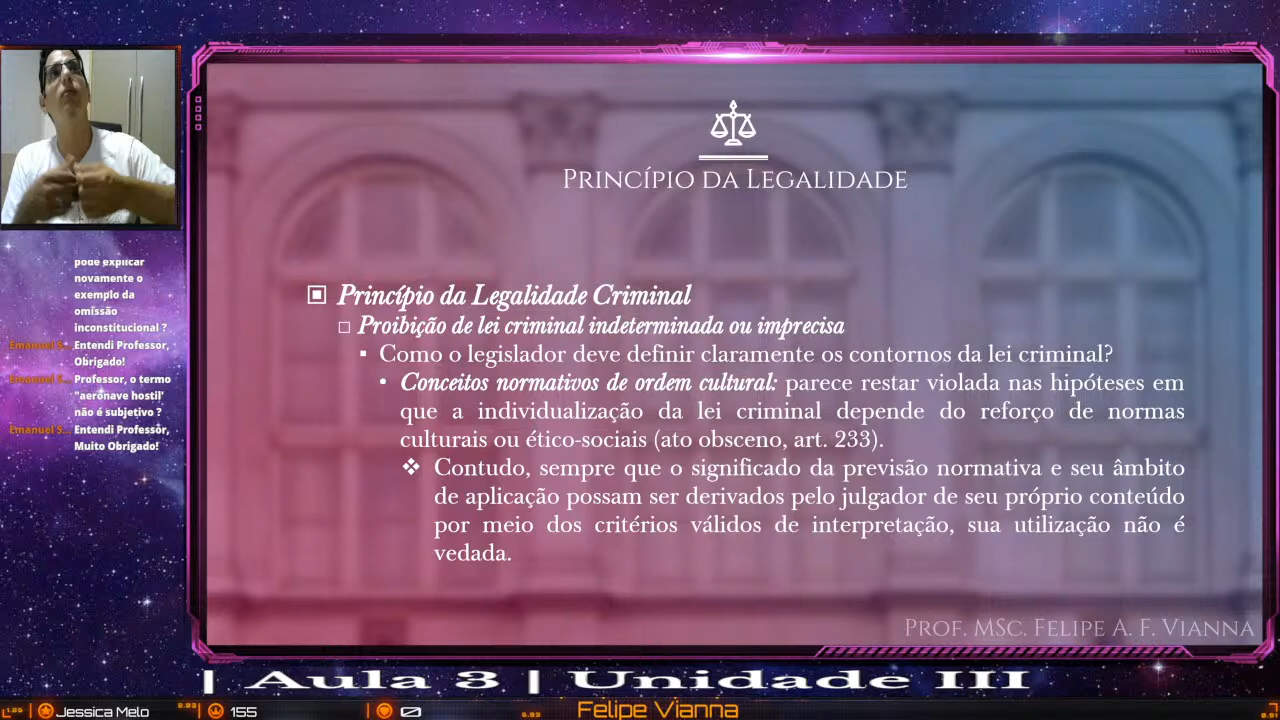 Princípio da Legalidade
Princípio da Legalidade Criminal
Proibição de lei criminal indeterminada ou imprecisa
Como o legislador deve definir claramente os contornos da lei criminal?
Conceitos normativos de ordem cultural: parece restar violada nas hipóteses em
que a individualização da lei criminal depende do reforço de normas
culturais ou ético-sociais (ato obsceno, art. 233).
Contudo, sempre que o significado da previsão normativa e seu âmbito
de aplicação possam ser derivados pelo julgador de seu próprio conteúdo
por meio dos critérios válidos de interpretação, sua utilização não é
vedada.
Prof. MSc. Felipe A. F. Vianna
pode explicar
novamente o
exemplo da
omissão
inconstitucional ?
Emanuel S... Entendi Professor,
Obrigado!
Emanuel S... Professor, o termo
"aeronave hostil"
não é subjetivo ?
Emanuel S... Entendi Professor,
Muito Obrigado!
| Aula 3 | Unidade III
Jessica Melo 155 0 Felipe Vianna